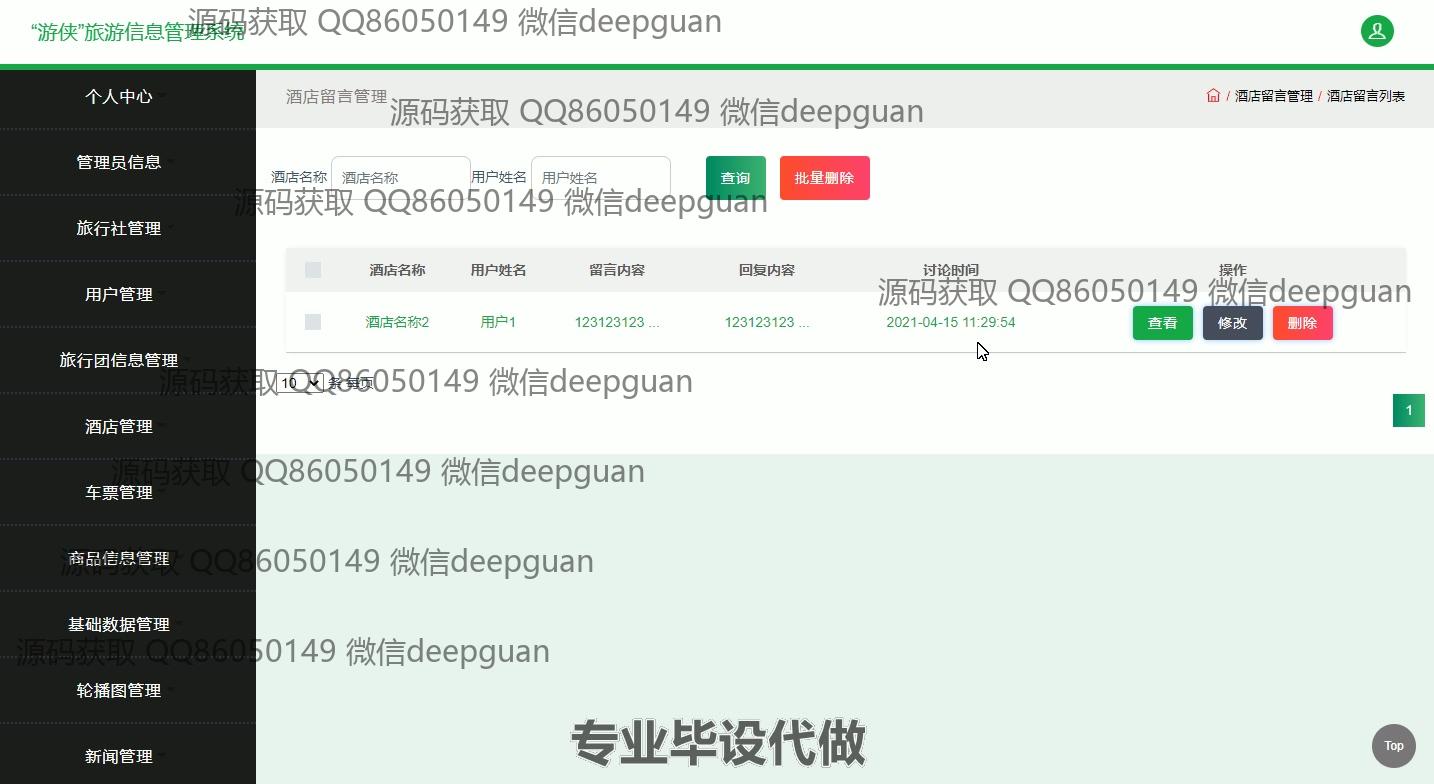 “游侠”旅游信息管理系统
源码获取 QQ86050149 微信deepguan
个人中心
酒店留言管理
/ 酒店留言管理 / 酒店留言列表
源码获取 QQ86050149 微信deepguan
管理员信息
酒店名称 酒店名称 用户姓名 用户姓名 查询 批量删除
源码获取 QQ86050149 微信deepguan
旅行社管理
酒店名称 用户姓名 留言内容 回复内容 讨论时间 操作
源码获取 QQ86050149 微信deepguan
用户管理
酒店名称2 用户1 123123123 ... 123123123 ... 2021-04-15 11:29:54 查看 修改 删除
旅行团信息管理
10 条 每页
源码获取 QQ86050149 微信deepguan
1
酒店管理
源码获取 QQ86050149 微信deepguan
车票管理
商品信息管理
源码获取 QQ86050149 微信deepguan
基础数据管理
源码获取 QQ86050149 微信deepguan
轮播图管理
新闻管理
专业毕设代做
Top